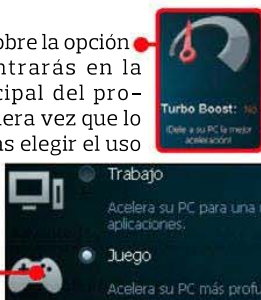 obre la opción
ntrarás en la
cipal del pro-
era vez que lo
s elegir el uso
Turbo Boost: No
¡Dele a su PC la mejor
aceleración!
Trabajo
Acelera su PC para una
aplicaciones.
Juego
Acelera su PC más profu